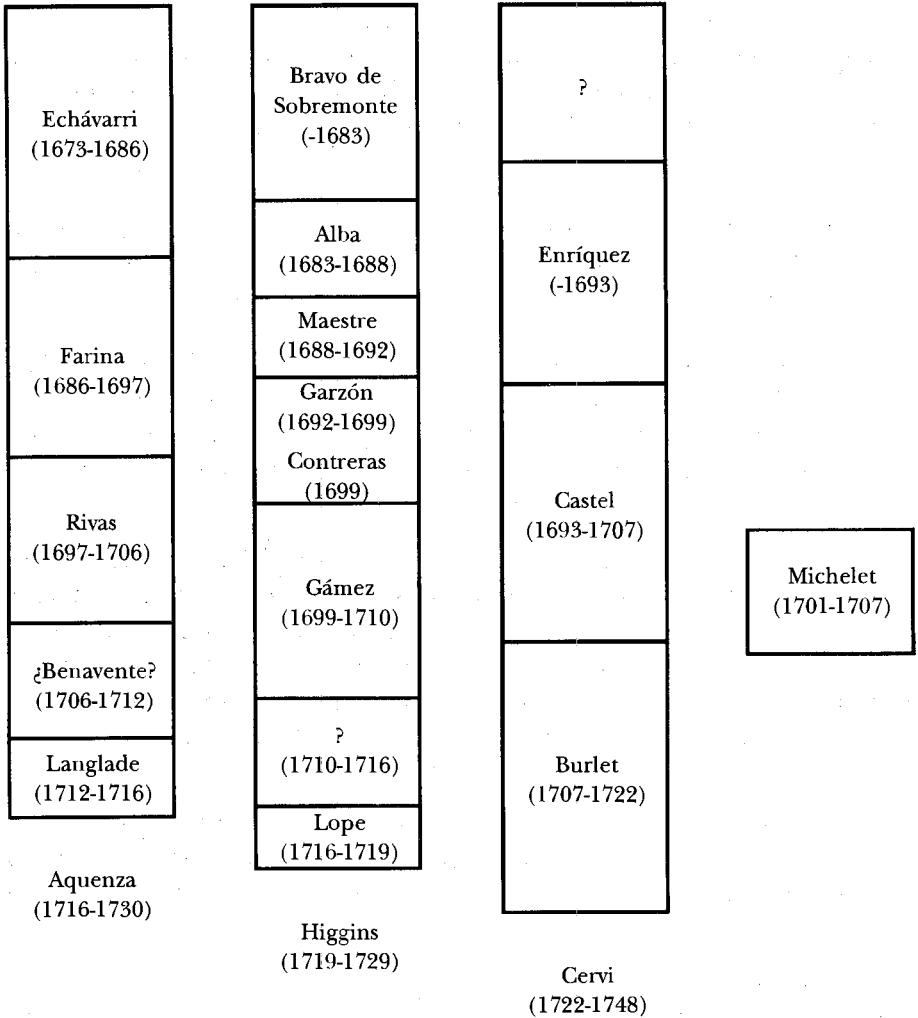 Echávarri
(1673-1686)
Farina
(1686-1697)
Rivas
(1697-1706)
¿Benavente?
(1706-1712)
Langlade
(1712-1716)
Aquenza
(1716-1730)
Bravo de
Sobremonte
(-1683)
Alba
(1683-1688)
Maestre
(1688-1692)
Garzón
(1692-1699)
Contreras
(1699)
Gámez
(1699-1710)
?
(1710-1716)
Lope
(1716-1719)
Higgins
(1719-1729)
?
Enríquez
(-1693)
Castel
(1693-1707)
Burlet
(1707-1722)
Cervi
(1722-1748)
Michelet
(1701-1707)